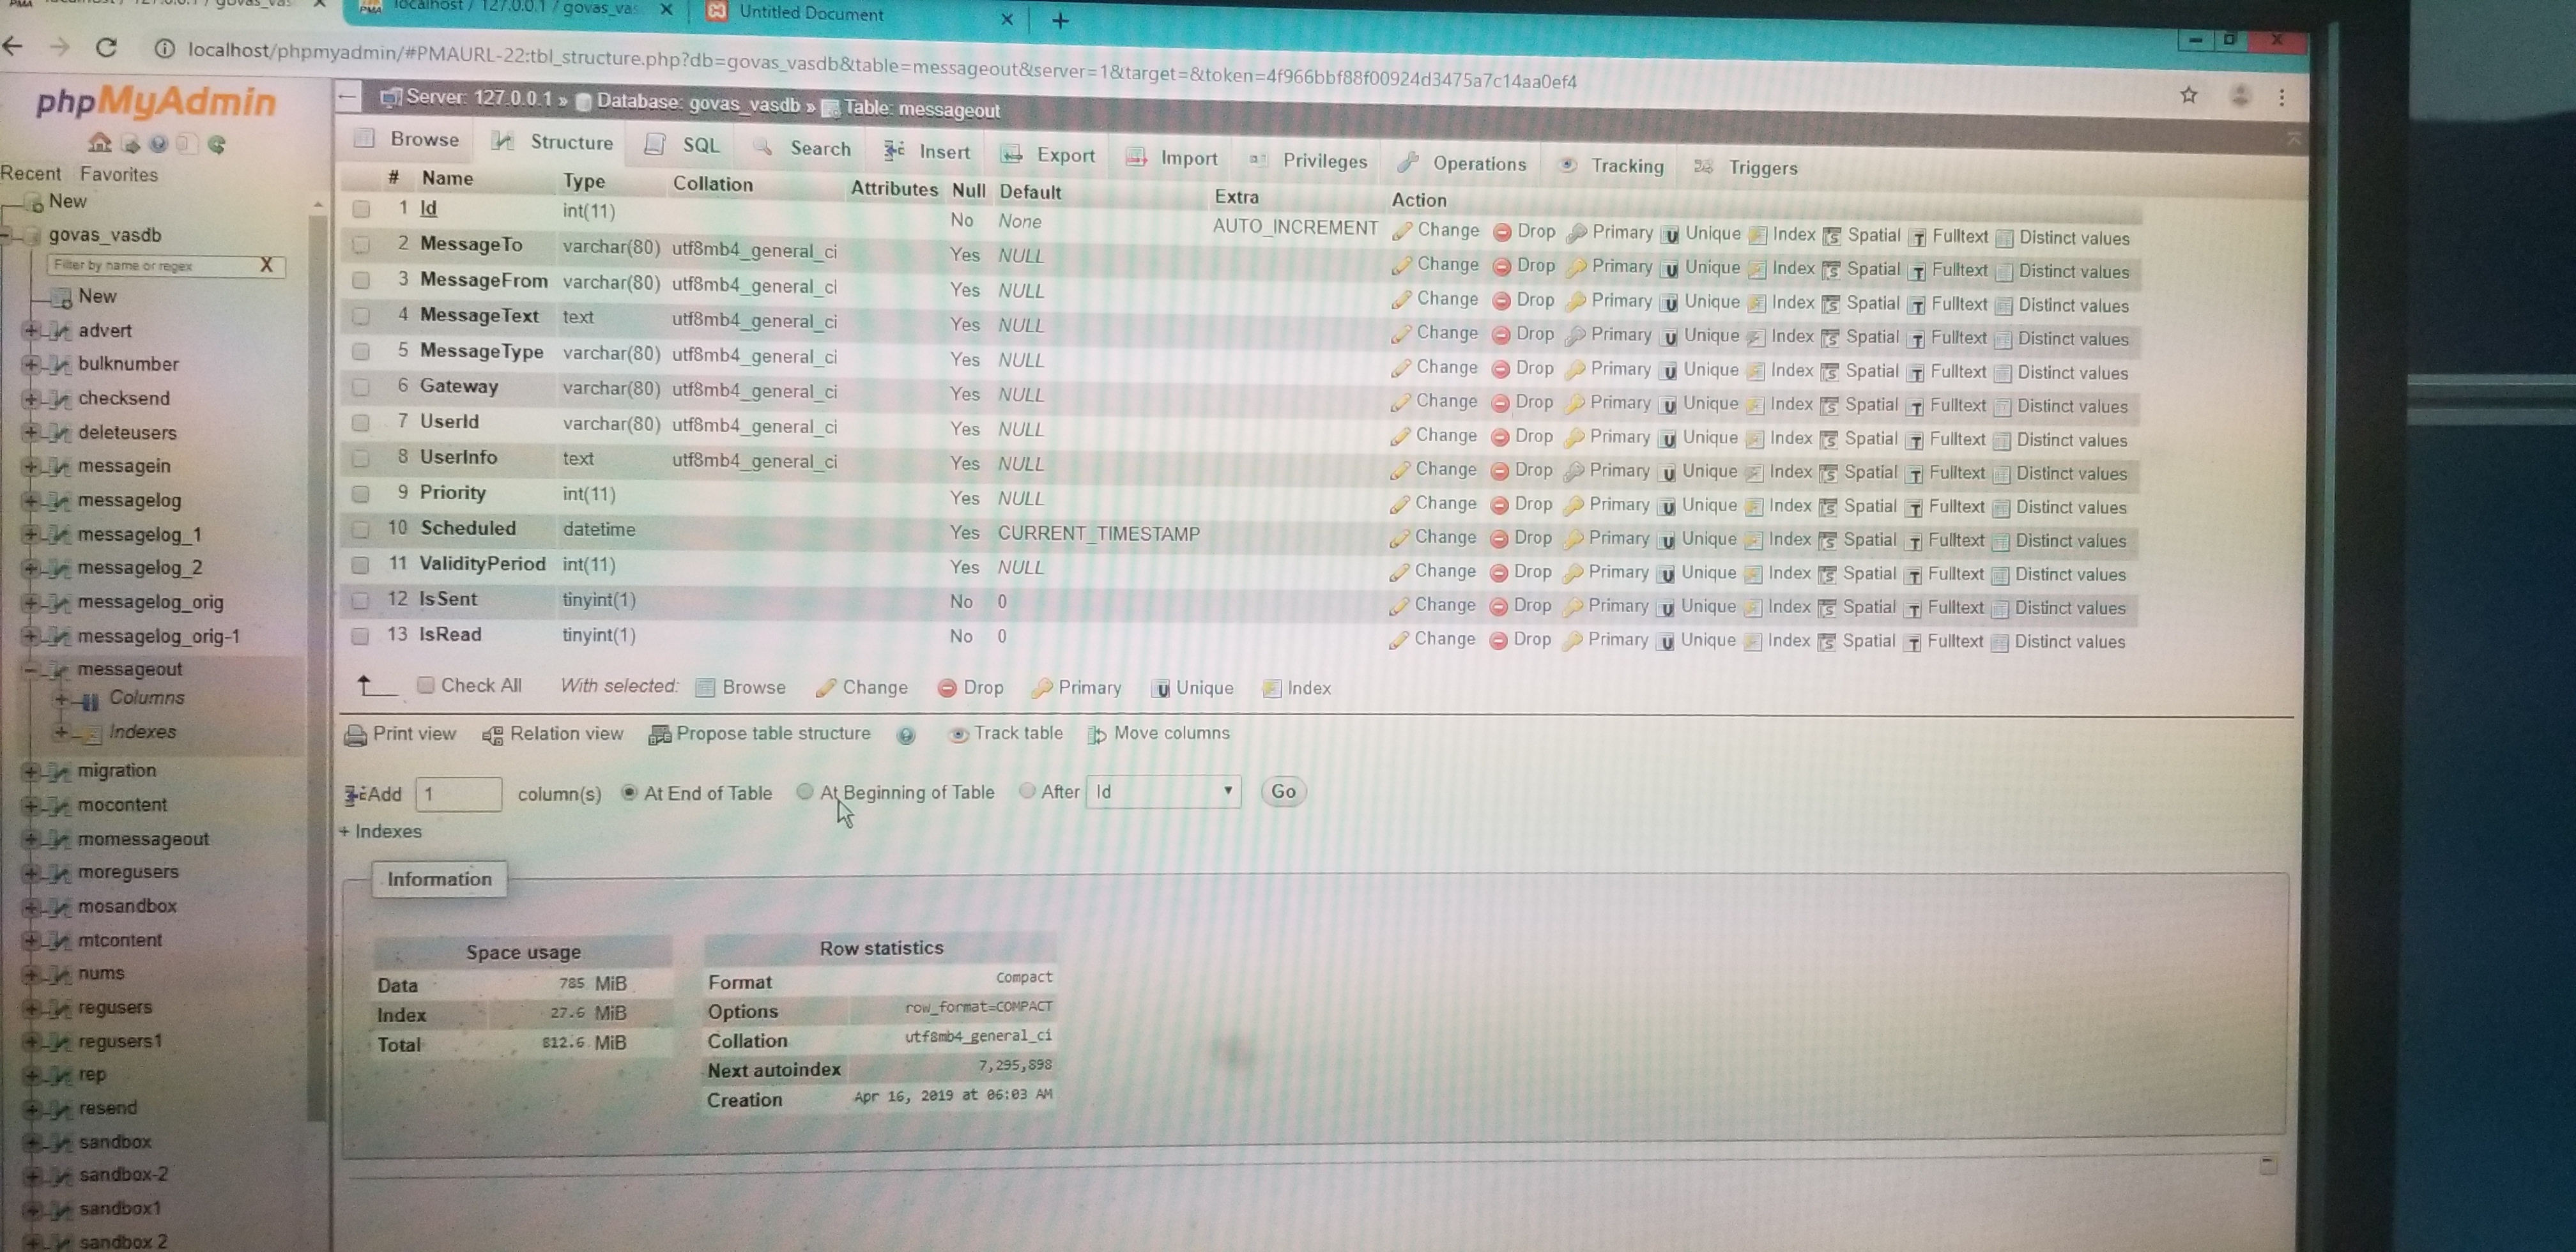 localhost / 127.0.0.1 / govas_vas
Untitled Document
localhost/phpmyadmin/#PMAURL-22:tbl_structure.php?db=govas_vasdb&table=messageout&server=1&target=&token=4f966bbf88f00924d3475a7c14aa0ef4
phpMyAdmin
Recent Favorites
New
govas_vasdb
Filter by name or regex X
New
advert
bulknumber
checksend
deleteusers
messagein
messagelog
messagelog_1
messagelog_2
messagelog_orig
messagelog_orig-1
messageout
Columns
Indexes
migration
mocontent
momessageout
moregusers
mosandbox
mtcontent
nums
regusers
regusers1
rep
resend
sandbox
sandbox-2
sandbox1
sandbox 2
Server: 127.0.0.1 » Database: govas_vasdb » Table: messageout
Browse Structure SQL Search Insert Export Import Privileges Operations Tracking Triggers
# Name Type Collation Attributes Null Default Extra Action
1 Id int(11) No None AUTO_INCREMENT Change Drop Primary Unique Index Spatial Fulltext Distinct values
2 MessageTo varchar(80) utf8mb4_general_ci Yes NULL Change Drop Primary Unique Index Spatial Fulltext Distinct values
3 MessageFrom varchar(80) utf8mb4_general_ci Yes NULL Change Drop Primary Unique Index Spatial Fulltext Distinct values
4 MessageText text utf8mb4_general_ci Yes NULL Change Drop Primary Unique Index Spatial Fulltext Distinct values
5 MessageType varchar(80) utf8mb4_general_ci Yes NULL Change Drop Primary Unique Index Spatial Fulltext Distinct values
6 Gateway varchar(80) utf8mb4_general_ci Yes NULL Change Drop Primary Unique Index Spatial Fulltext Distinct values
7 UserId varchar(80) utf8mb4_general_ci Yes NULL Change Drop Primary Unique Index Spatial Fulltext Distinct values
8 UserInfo text utf8mb4_general_ci Yes NULL Change Drop Primary Unique Index Spatial Fulltext Distinct values
9 Priority int(11) Yes NULL Change Drop Primary Unique Index Spatial Fulltext Distinct values
10 Scheduled datetime Yes CURRENT_TIMESTAMP Change Drop Primary Unique Index Spatial Fulltext Distinct values
11 ValidityPeriod int(11) Yes NULL Change Drop Primary Unique Index Spatial Fulltext Distinct values
12 IsSent tinyint(1) No 0 Change Drop Primary Unique Index Spatial Fulltext Distinct values
13 IsRead tinyint(1) No 0 Change Drop Primary Unique Index Spatial Fulltext Distinct values
Check All With selected: Browse Change Drop Primary Unique Index
Print view Relation view Propose table structure Track table Move columns
Add 1 column(s) At End of Table At Beginning of Table After Id Go
+ Indexes
Information
Space usage
Data 785 MiB
Index 27.6 MiB
Total 812.6 MiB
Row statistics
Format Compact
Options row_format=COMPACT
Collation utf8mb4_general_ci
Next autoindex 7,295,898
Creation Apr 16, 2019 at 06:03 AM